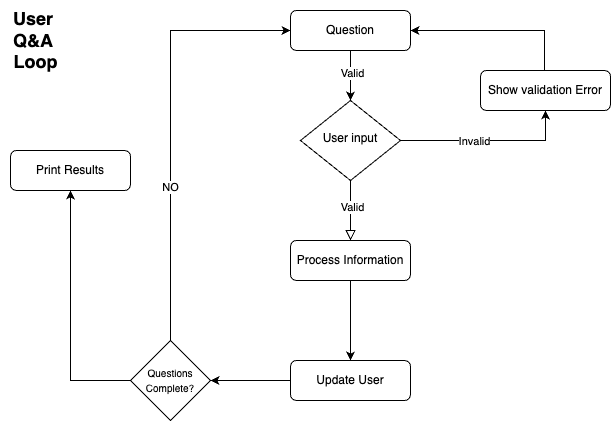 User
Q&A
Loop
Question
Valid
Show validation Error
User input
Invalid
Print Results
NO
Valid
Process Information
Questions
Complete?
Update User